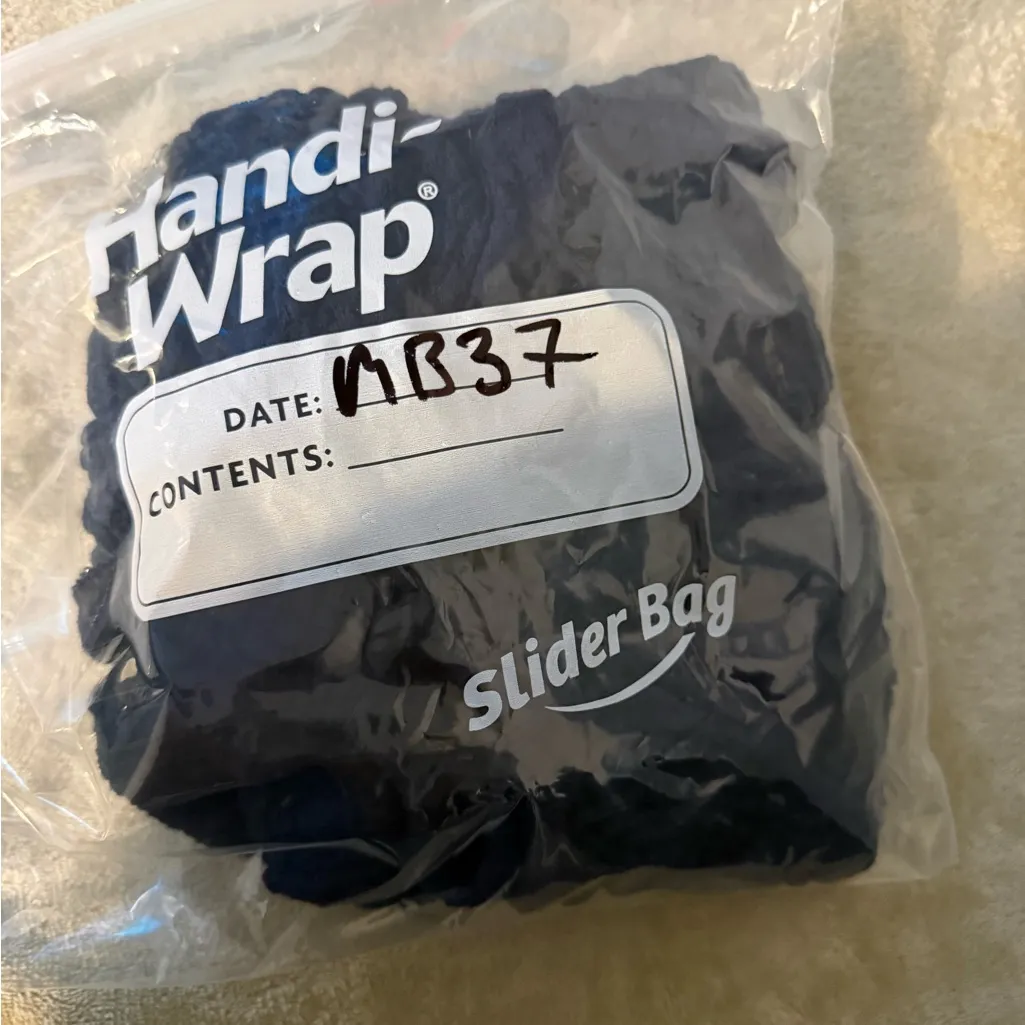 Handi-
Wrap®
DATE: MB37
CONTENTS:
Slider Bag